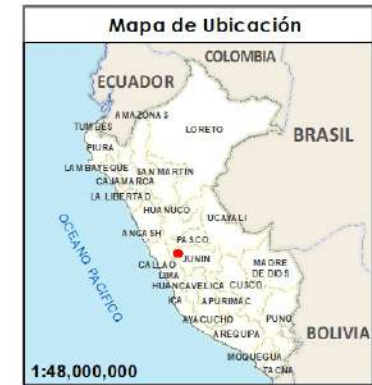 Mapa de Ubicación
COLOMBIA
ECUADOR
AMAZONAS
TUMBES
LORETO
BRASIL
PIURA
LAMBAYEQUE
SAN MARTÍN
CAJAMARCA
LA LIBERTAD
HUANUCO
UCAYALI
ANCASH
PASCO
OCEANO PACIFICO
CALLAO
JUNIN
MADRE
DE DIOS
LIMA
HUANCAVELICA
CUSCO
ICA
APURIMAC
AYACUCHO
PUNO
AREQUIPA
BOLIVIA
MOQUEGUA
TACNA
1:48,000,000